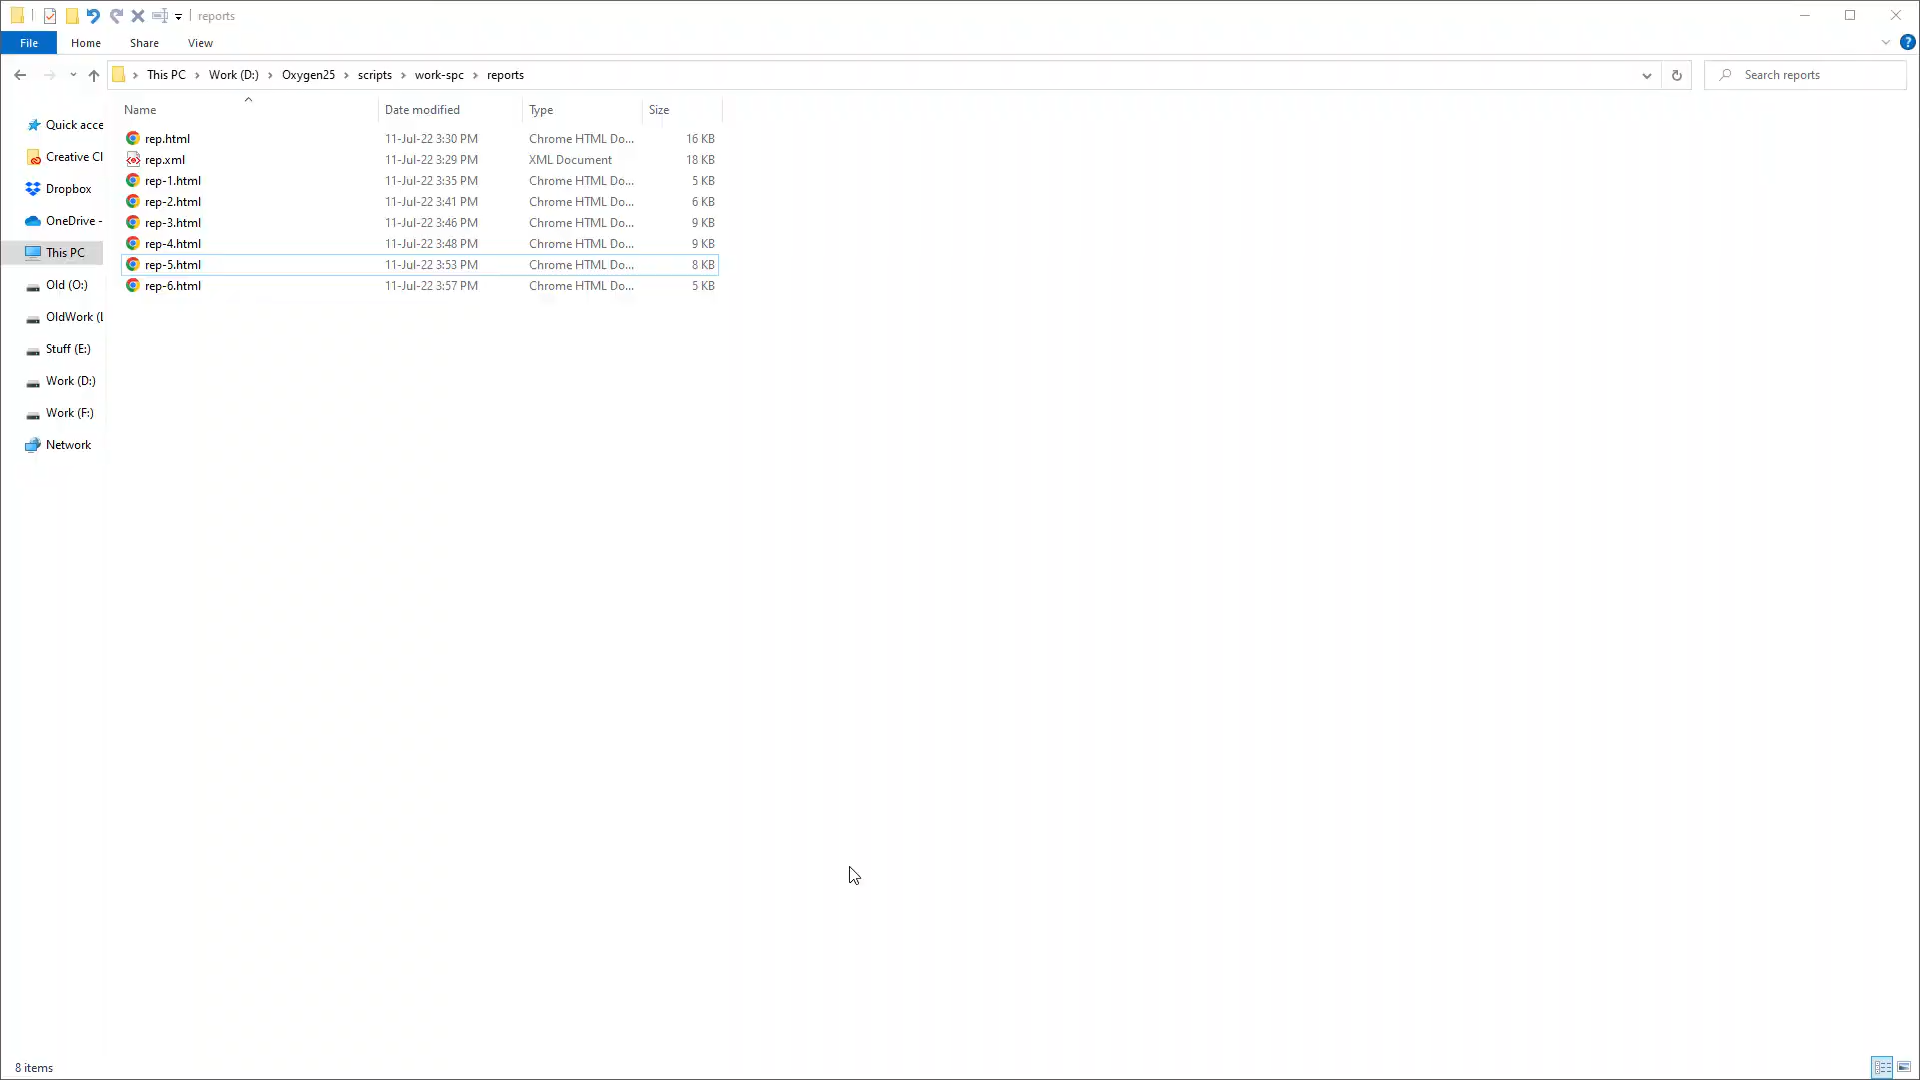 reports
File Home Share View
This PC Work (D:) Oxygen25 scripts work-spc reports
Search reports
Name Date modified Type Size
Quick acce
Creative Cl
Dropbox
OneDrive -
This PC
Old (O:)
OldWork (L
Stuff (E:)
Work (D:)
Work (F:)
Network
rep.html 11-Jul-22 3:30 PM Chrome HTML Do... 16 KB
rep.xml 11-Jul-22 3:29 PM XML Document 18 KB
rep-1.html 11-Jul-22 3:35 PM Chrome HTML Do... 5 KB
rep-2.html 11-Jul-22 3:41 PM Chrome HTML Do... 6 KB
rep-3.html 11-Jul-22 3:46 PM Chrome HTML Do... 9 KB
rep-4.html 11-Jul-22 3:48 PM Chrome HTML Do... 9 KB
rep-5.html 11-Jul-22 3:53 PM Chrome HTML Do... 8 KB
rep-6.html 11-Jul-22 3:57 PM Chrome HTML Do... 5 KB
8 items